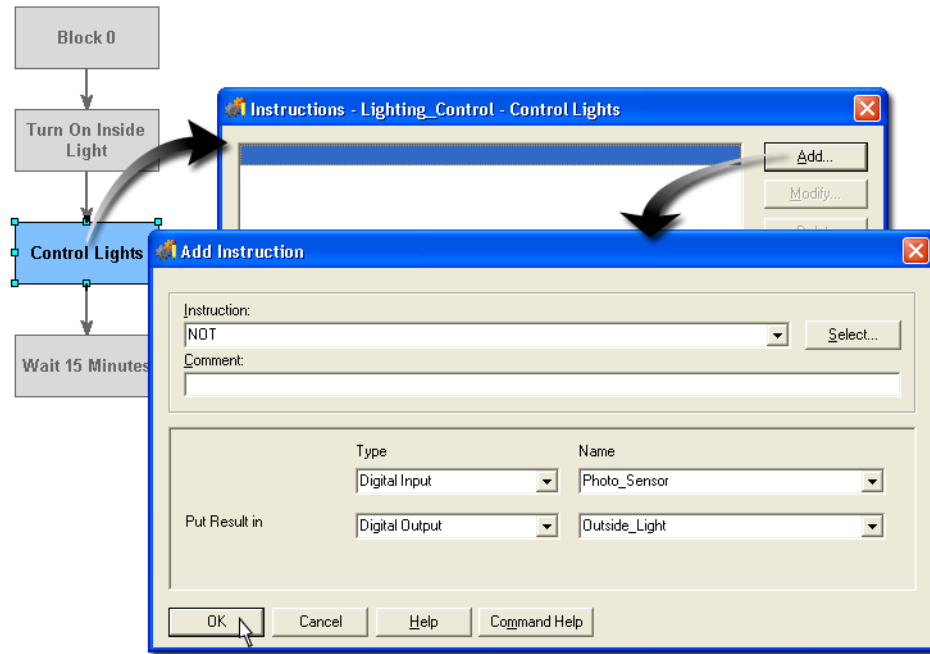 Block 0
Turn On Inside
Light
Control Lights
Wait 15 Minutes
Instructions - Lighting_Control - Control Lights
Add...
Modify...
Add Instruction
Instruction:
NOT
Select...
Comment:
Type
Name
Digital Input
Photo_Sensor
Put Result in
Digital Output
Outside_Light
OK
Cancel
Help
Command Help